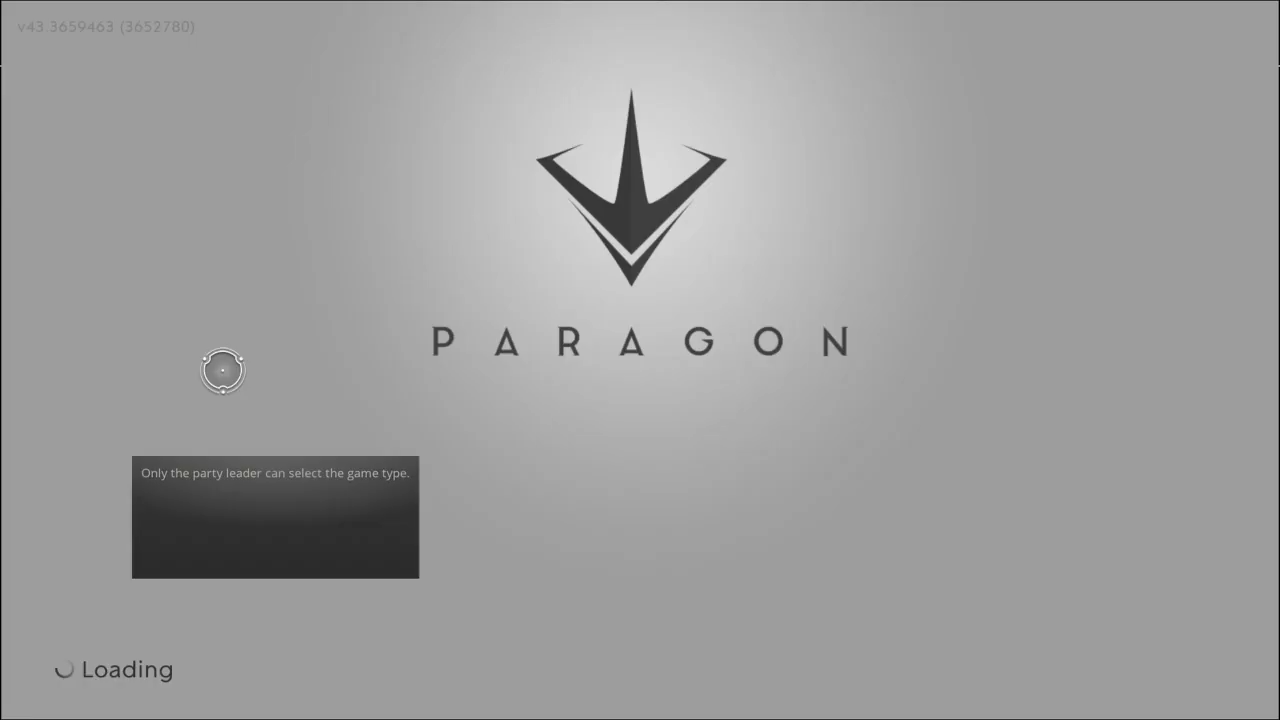 v43.3659463 (3652780)
PARAGON
Only the party leader can select the game type.
Loading